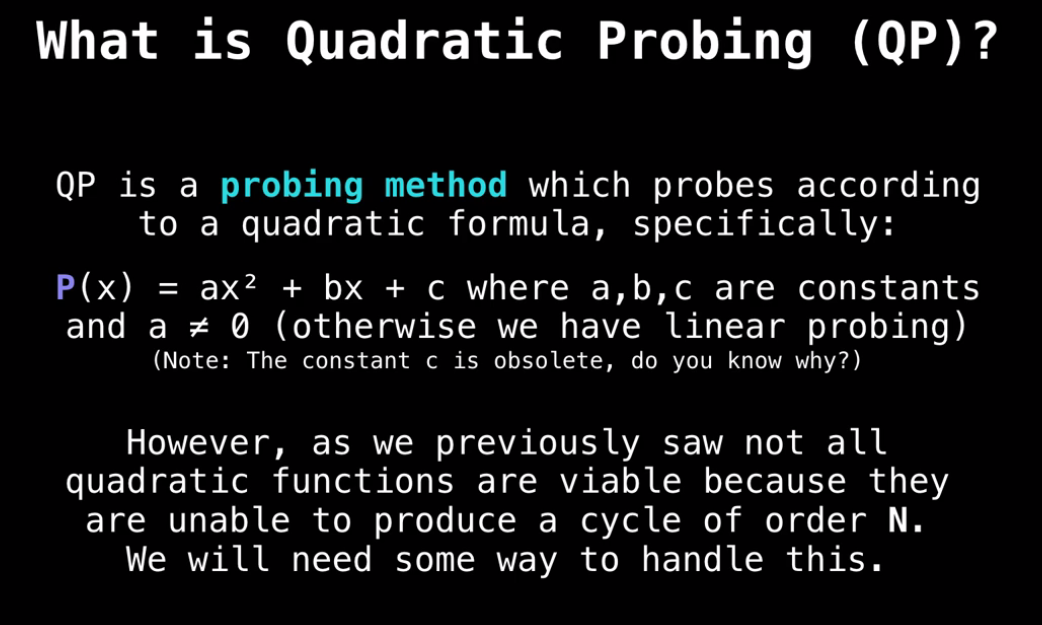 What is Quadratic Probing (QP)?
QP is a probing method which probes according
to a quadratic formula, specifically:
P(x) = ax² + bx + c where a,b,c are constants
and a ≠ 0 (otherwise we have linear probing)
(Note: The constant c is obsolete, do you know why?)
However, as we previously saw not all
quadratic functions are viable because they
are unable to produce a cycle of order N.
We will need some way to handle this.